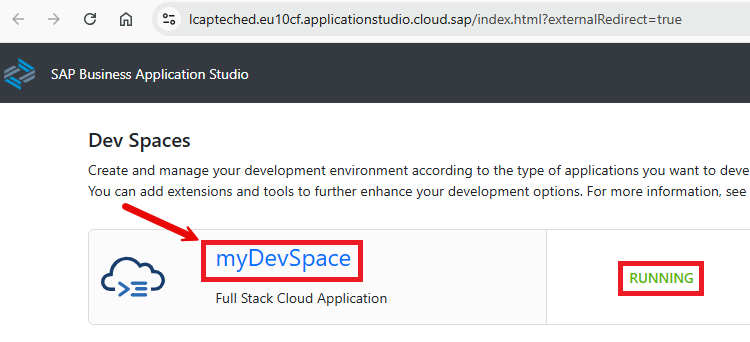 lcapteched.eu10cf.applicationstudio.cloud.sap/index.html?externalRedirect=true
SAP Business Application Studio
Dev Spaces
Create and manage your development environment according to the type of applications you want to deve
You can add extensions and tools to further enhance your development options. For more information, see
myDevSpace
RUNNING
Full Stack Cloud Application